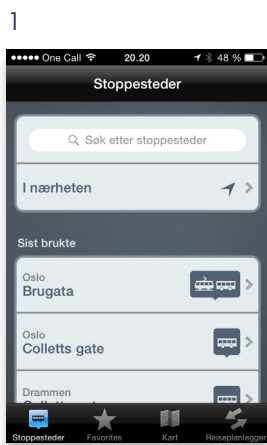 1
One Call 20.20 48 %
Stoppesteder
Søk etter stoppesteder
I nærheten
Sist brukte
Oslo
Brugata
Oslo
Colletts gate
Drammen
Stoppesteder Favorites Kart Reiseplanlegger